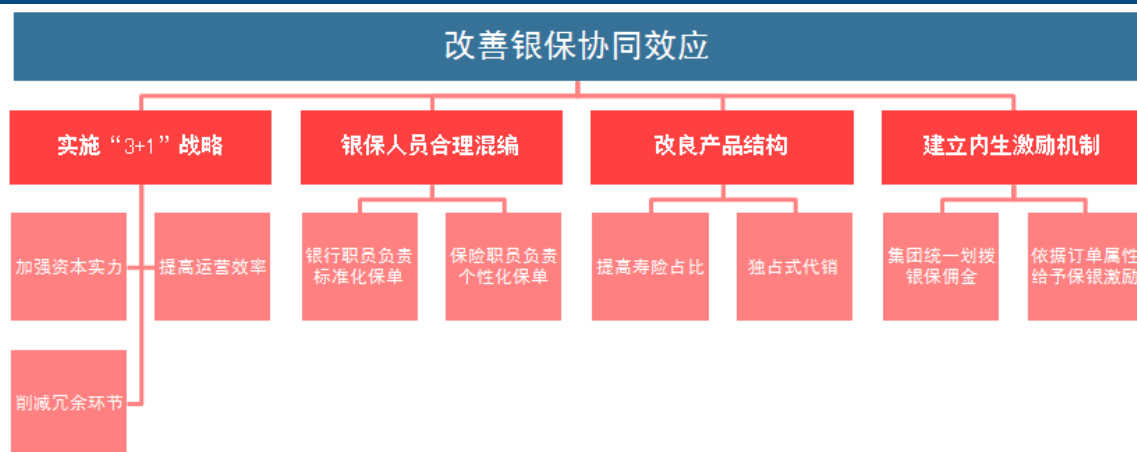 改善银保协同效应
实施“3+1”战略
银保人员合理混编
改良产品结构
建立内生激励机制
加强资本实力
提高运营效率
银行职员负责
标准化保单
保险职员负责
个性化保单
提高寿险占比
独占式代销
集团统一划拨
银保佣金
依据订单属性
给予保银激励
削减冗余环节